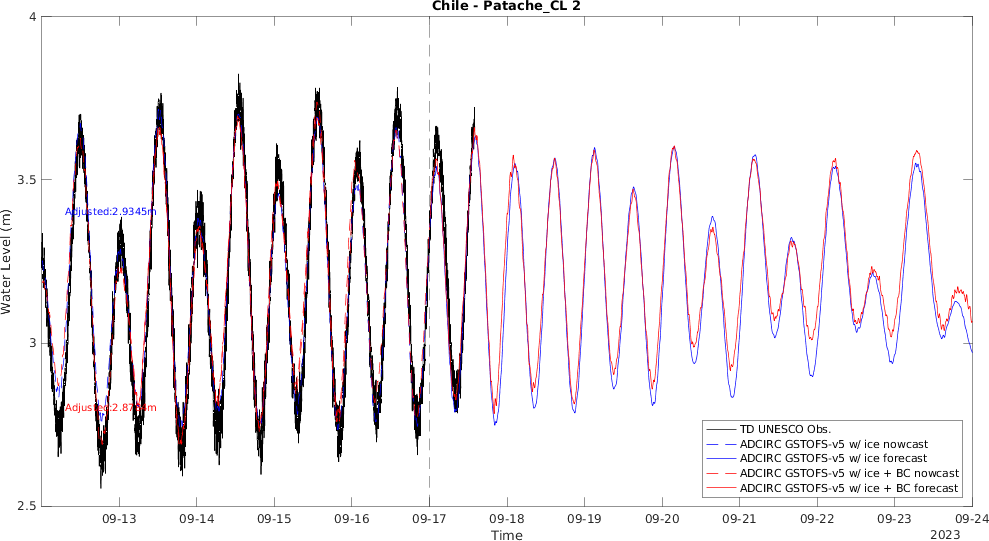 Chile - Patache_CL 2
4
3.5
3
2.5
Water Level (m)
Adjusted:2.9345m
09-13 09-14 09-15 09-16 09-17 09-18 09-19 09-20 09-21 09-22 09-23 09-24
2023
Time
TD UNESCO Obs.
ADCIRC GSTOFS-v5 w/ ice nowcast
ADCIRC GSTOFS-v5 w/ ice forecast
ADCIRC GSTOFS-v5 w/ ice + BC nowcast
ADCIRC GSTOFS-v5 w/ ice + BC forecast